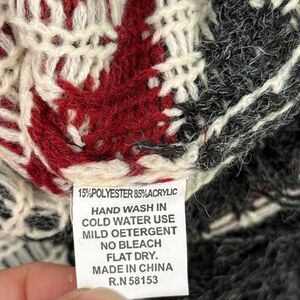 15%POLYESTER 85%ACRYLIC
HAND WASH IN
COLD WATER USE
MILD OETERGENT
NO BLEACH
FLAT DRY.
MADE IN CHINA
R.N 58153